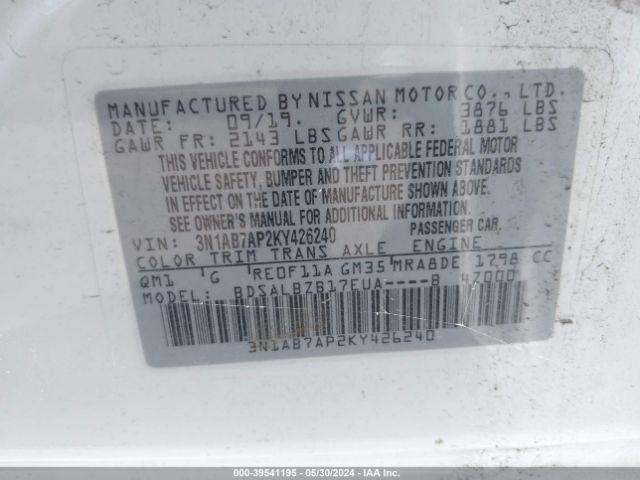 MANUFACTURED BY NISSAN MOTOR CO., LTD.
DATE: 09/19. GVWR: 3876 LBS
GAWR FR: 2143 LBS GAWR RR: 1881 LBS
THIS VEHICLE CONFORMS TO ALL APPLICABLE FEDERAL MOTOR
VEHICLE SAFETY, BUMPER AND THEFT PREVENTION STANDARDS
IN EFFECT ON THE DATE OF MANUFACTURE SHOWN ABOVE.
SEE OWNER'S MANUAL FOR ADDITIONAL INFORMATION.
VIN: 3N1AB7AP2KY426240 PASSENGER CAR.
COLOR TRIM TRANS AXLE ENGINE
QM1 G RE0F11A GM35 MRA8DE 1798 CC
MODEL: BDSALBZB17EUA----B 47000
3N1AB7AP2KY426240
000-39541195 - 05/30/2024 - IAAI.com